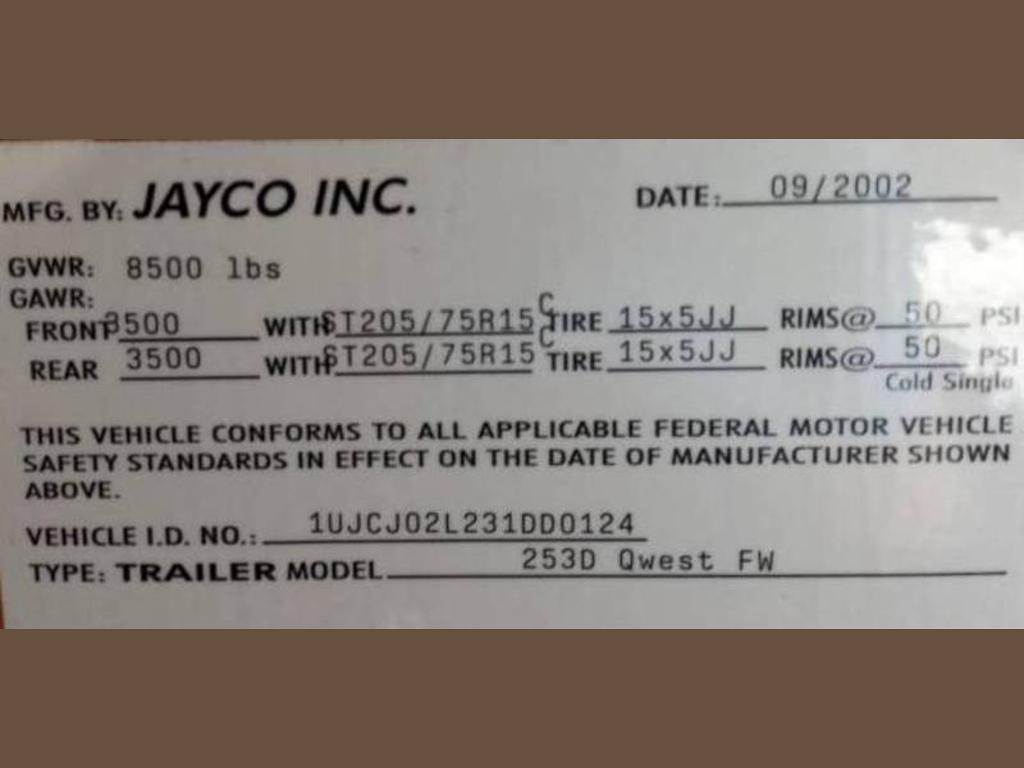 MFG. BY: JAYCO INC. DATE: 09/2002
GVWR: 8500 lbs
GAWR:
FRONT 3500 WITH ST205/75R15 C TIRE 15x5JJ RIMS@ 50 PSI
REAR 3500 WITH ST205/75R15 C TIRE 15x5JJ RIMS@ 50 PSI
Cold Single
THIS VEHICLE CONFORMS TO ALL APPLICABLE FEDERAL MOTOR VEHICLE
SAFETY STANDARDS IN EFFECT ON THE DATE OF MANUFACTURER SHOWN
ABOVE.
VEHICLE I.D. NO.: 1UJCJ02L231DD0124
TYPE: TRAILER MODEL 253D Qwest FW